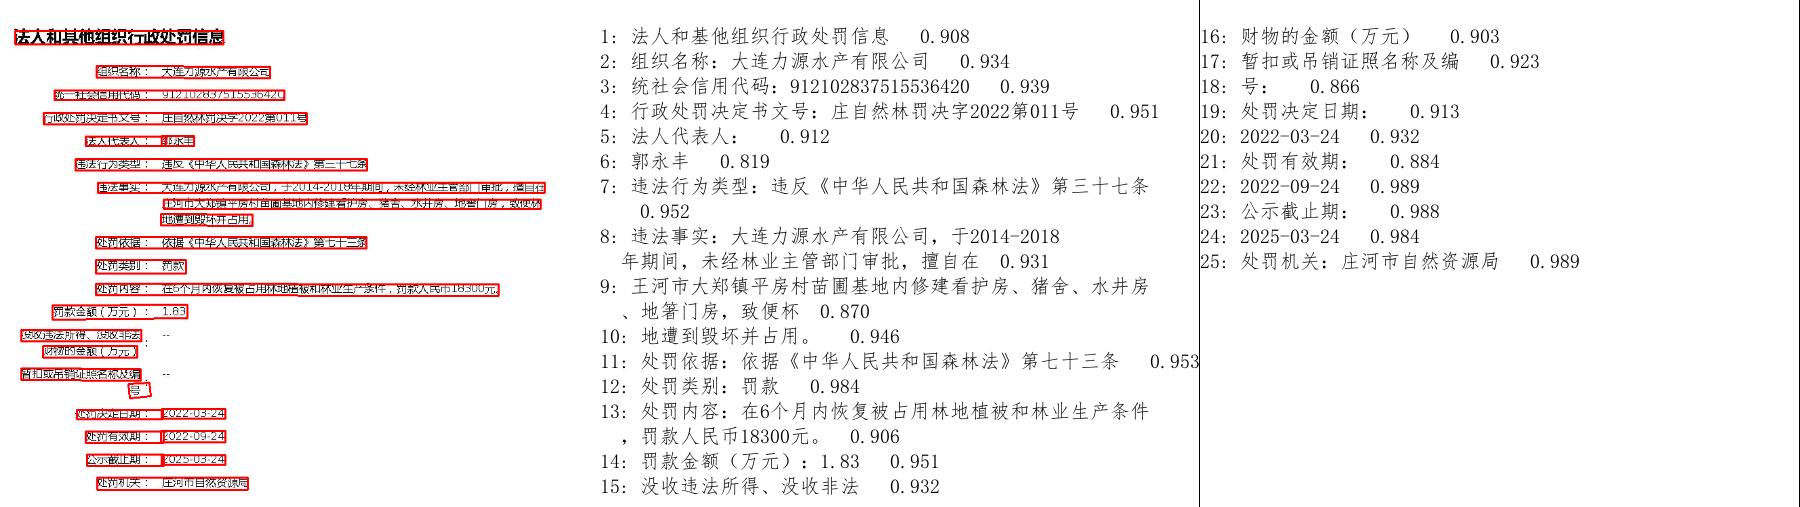 法人和其他组织行政处罚信息
组织名称： 大连力源水产有限公司
统一社会信用代码： 912102837515536420
行政处罚决定书文号： 庄自然林罚决字2022第011号
法人代表人： 郭永丰
违法行为类型： 违反《中华人民共和国森林法》第三十七条
违法事实： 大连力源水产有限公司，于2014-2018年期间，未经林业主管部门审批，擅自在
庄河市大郑镇平房村苗圃基地内修建看护房、猪舍、水井房、地窖门房，致使林
地遭到毁坏并占用。
处罚依据： 依据《中华人民共和国森林法》第七十三条
处罚类别： 罚款
处罚内容： 在6个月内恢复被占用林地植被和林业生产条件，罚款人民币18300元。
罚款金额（万元）： 1.83
没收违法所得、没收非法 --
财物的金额（万元）：
暂扣或吊销证照名称及编 --
号：
处罚决定日期： 2022-03-24
处罚有效期： 2022-09-24
公示截止期： 2025-03-24
处罚机关： 庄河市自然资源局
1: 法人和基他组织行政处罚信息 0.908
2: 组织名称：大连力源水产有限公司 0.934
3: 统社会信用代码：912102837515536420 0.939
4: 行政处罚决定书文号：庄自然林罚决字2022第011号 0.951
5: 法人代表人： 0.912
6: 郭永丰 0.819
7: 违法行为类型：违反《中华人民共和国森林法》第三十七条
0.952
8: 违法事实：大连力源水产有限公司，于2014-2018
年期间，未经林业主管部门审批，擅自在 0.931
9: 王河市大郑镇平房村苗圃基地内修建看护房、猪舍、水井房
、地箸门房，致便杯 0.870
10: 地遭到毁坏并占用。 0.946
11: 处罚依据：依据《中华人民共和国森林法》第七十三条 0.953
12: 处罚类别：罚款 0.984
13: 处罚内容：在6个月内恢复被占用林地植被和林业生产条件
，罚款人民币18300元。 0.906
14: 罚款金额（万元）：1.83 0.951
15: 没收违法所得、没收非法 0.932
16: 财物的金额（万元） 0.903
17: 暂扣或吊销证照名称及编 0.923
18: 号： 0.866
19: 处罚决定日期： 0.913
20: 2022-03-24 0.932
21: 处罚有效期： 0.884
22: 2022-09-24 0.989
23: 公示截止期： 0.988
24: 2025-03-24 0.984
25: 处罚机关：庄河市自然资源局 0.989